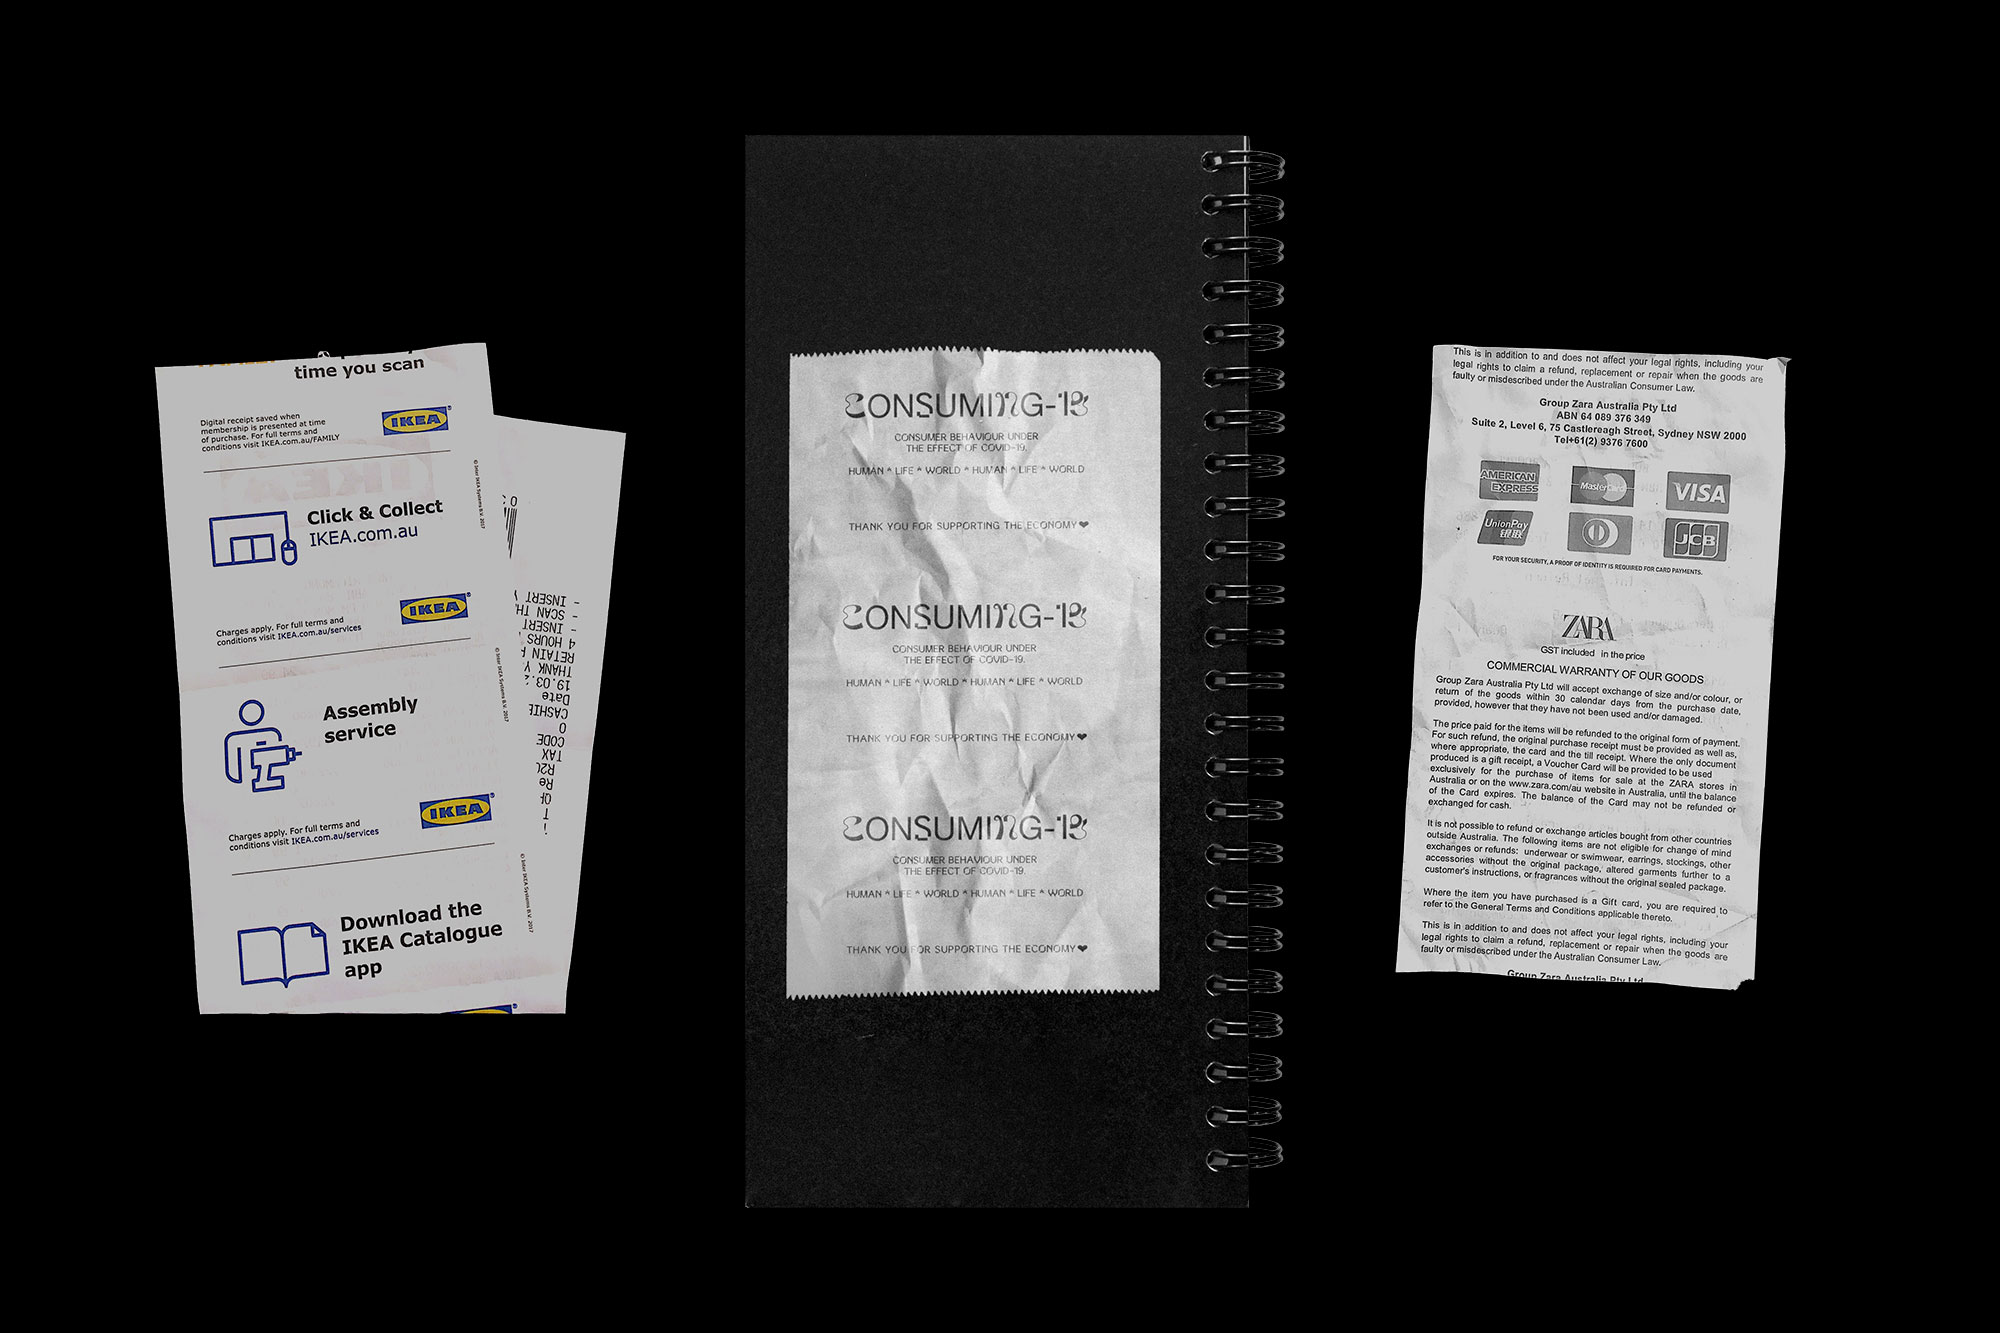 time you scan
Digital receipt saved when
membership is presented at time
of purchase. For full terms and
conditions visit IKEA.com.au/FAMILY
IKEA
© Inter IKEA Systems B.V. 2017
Click & Collect
IKEA.com.au
Charges apply. For full terms and
conditions visit IKEA.com.au/services
IKEA
© Inter IKEA Systems B.V. 2017
Assembly
service
Charges apply. For full terms and
conditions visit IKEA.com.au/services
IKEA
© Inter IKEA Systems B.V. 2017
Download the
IKEA Catalogue
app
- INSERT
- SCAN
- INSERT
4 HOURS
RETAIN
THANK
19.03.
Date
CASHIE
0
CODE
TAX
Re
CONSUMING-19
CONSUMER BEHAVIOUR UNDER
THE EFFECT OF COVID-19.
HUMAN * LIFE * WORLD * HUMAN * LIFE * WORLD
THANK YOU FOR SUPPORTING THE ECONOMY❤
CONSUMING-19
CONSUMER BEHAVIOUR UNDER
THE EFFECT OF COVID-19.
HUMAN * LIFE * WORLD * HUMAN * LIFE * WORLD
THANK YOU FOR SUPPORTING THE ECONOMY❤
CONSUMING-19
CONSUMER BEHAVIOUR UNDER
THE EFFECT OF COVID-19.
HUMAN * LIFE * WORLD * HUMAN * LIFE * WORLD
THANK YOU FOR SUPPORTING THE ECONOMY❤
This is in addition to and does not affect your legal rights, including your
legal rights to claim a refund, replacement or repair when the goods are
faulty or misdescribed under the Australian Consumer Law.
Group Zara Australia Pty Ltd
ABN 64 089 376 349
Suite 2, Level 6, 75 Castlereagh Street, Sydney NSW 2000
Tel+61(2) 9376 7600
AMERICAN EXPRESS
MasterCard
VISA
UnionPay 银联
JCB
FOR YOUR SECURITY, A PROOF OF IDENTITY IS REQUIRED FOR CARD PAYMENTS.
ZARA
GST included in the price
COMMERCIAL WARRANTY OF OUR GOODS
Group Zara Australia Pty Ltd will accept exchange of size and/or colour, or
return of the goods within 30 calendar days from the purchase date,
provided, however that they have not been used and/or damaged.
The price paid for the items will be refunded to the original form of payment.
For such refund, the original purchase receipt must be provided as well as,
where appropriate, the card and the till receipt. Where the only document
produced is a gift receipt, a Voucher Card will be provided to be used
exclusively for the purchase of items for sale at the ZARA stores in
Australia or on the www.zara.com/au website in Australia, until the balance
of the Card expires. The balance of the Card may not be refunded or
exchanged for cash.
It is not possible to refund or exchange articles bought from other countries
outside Australia. The following items are not eligible for change of mind
exchanges or refunds: underwear or swimwear, earrings, stockings, other
accessories without the original package, altered garments further to a
customer's instructions, or fragrances without the original sealed package.
Where the item you have purchased is a Gift card, you are required to
refer to the General Terms and Conditions applicable thereto.
This is in addition to and does not affect your legal rights, including your
legal rights to claim a refund, replacement or repair when the goods are
faulty or misdescribed under the Australian Consumer Law.
Group Zara Australia Pty Ltd